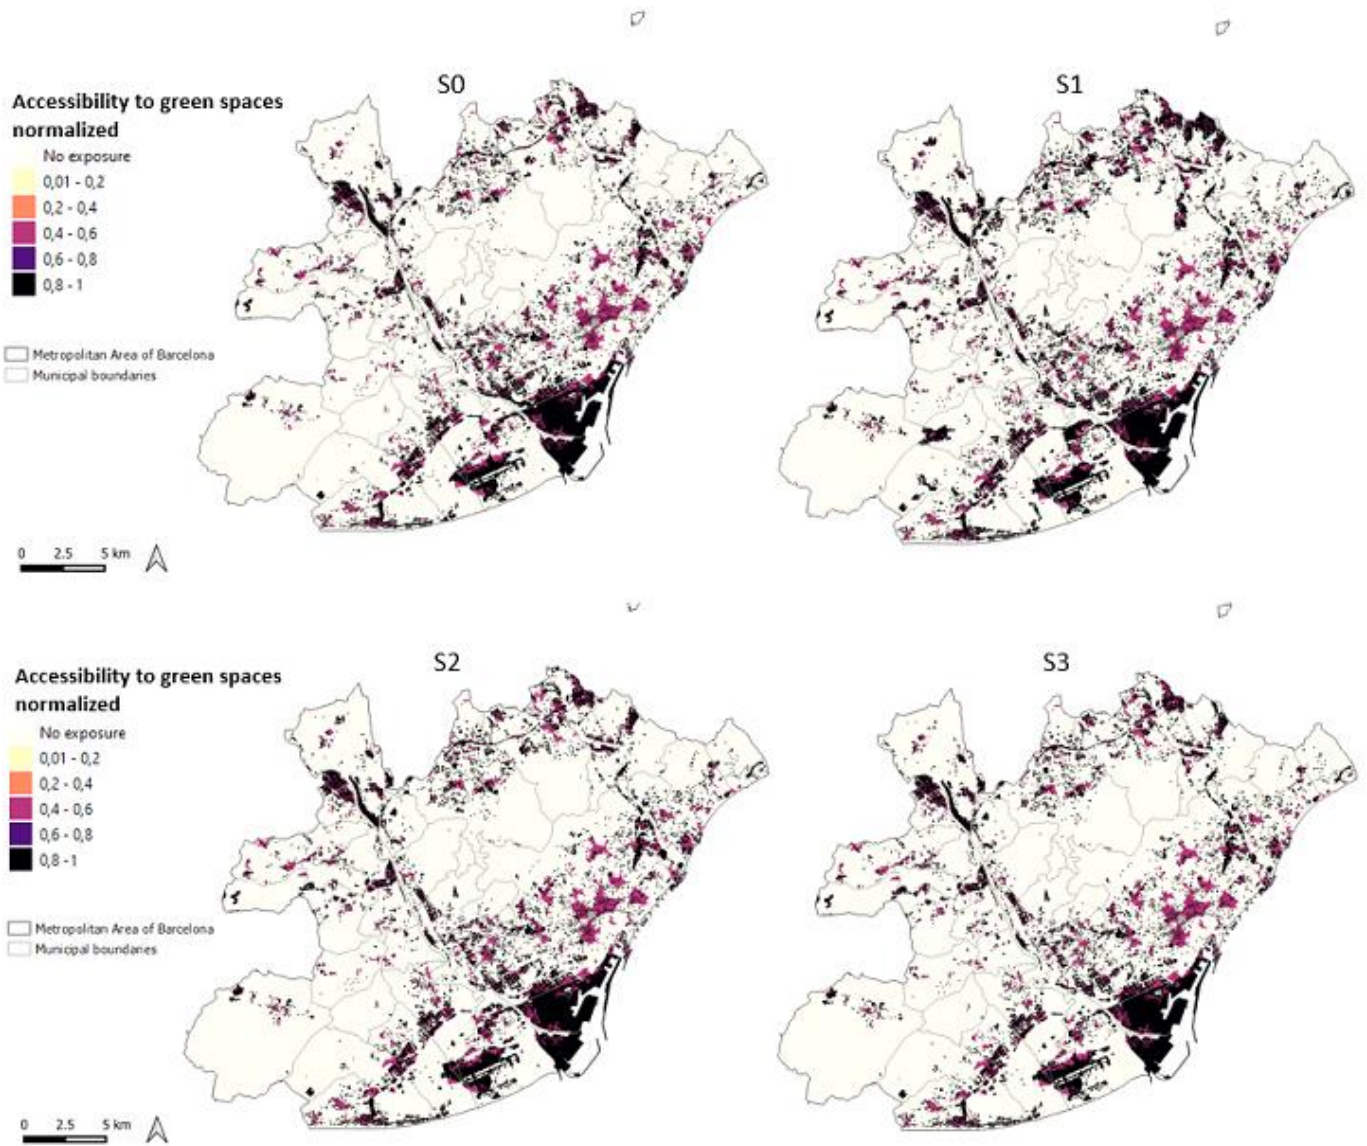 S0
S1
Accessibility to green spaces
normalized
No exposure
0,01 - 0,2
0,2 - 0,4
0,4 - 0,6
0,6 - 0,8
0,8 - 1
Metropolitan Area of Barcelona
Municipal boundaries
0 2.5 5 km
S2
S3
Accessibility to green spaces
normalized
No exposure
0,01 - 0,2
0,2 - 0,4
0,4 - 0,6
0,6 - 0,8
0,8 - 1
Metropolitan Area of Barcelona
Municipal boundaries
0 2.5 5 km